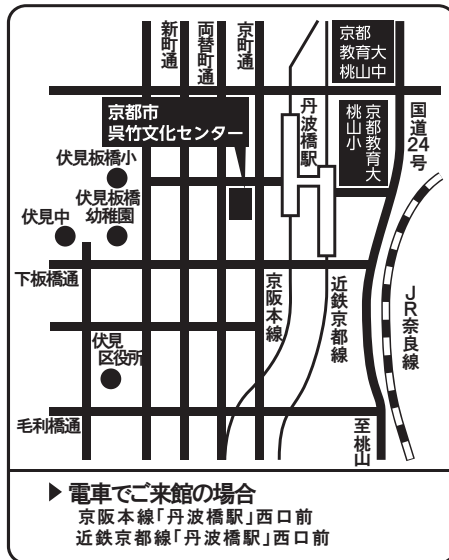 新町通
両替町通
京町通
京都
教育大
桃山中
京都市
呉竹文化センター
丹波橋駅
京都教育大
桃山小
国道24号
伏見板橋小
伏見板橋
幼稚園
伏見中
下板橋通
京阪本線
近鉄京都線
JR奈良線
伏見
区役所
毛利橋通
至桃山
▶電車でご来館の場合
京阪本線「丹波橋駅」西口前
近鉄京都線「丹波橋駅」西口前